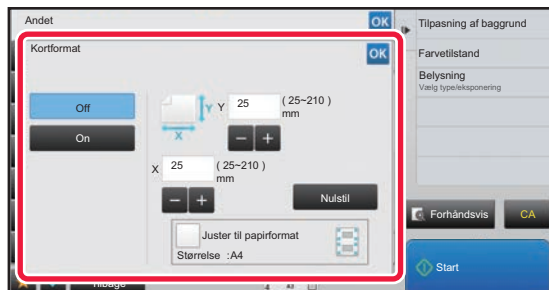 Andet
OK
Kortformat
OK
Off
On
Y
Y
25
( 25~210 )
mm
X
X
25
( 25~210 )
mm
Nulstil
Juster til papirformat
Størrelse :A4
Tilbage
Tilpasning af baggrund
Farvetilstand
Belysning
Vælg type/eksponering
Forhåndsvis
CA
Start